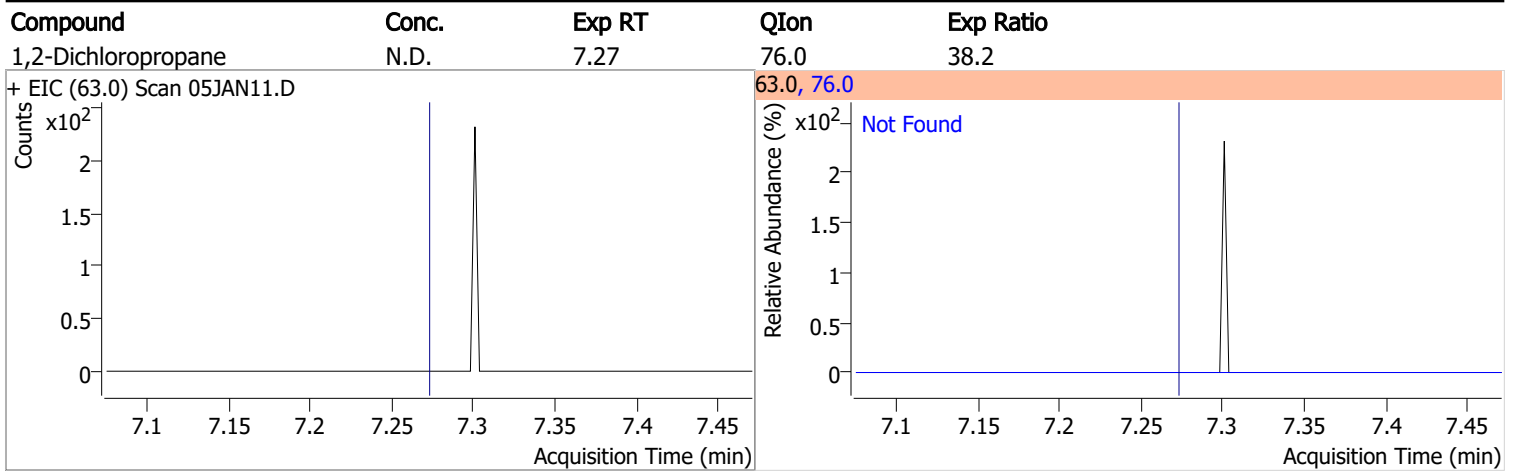 Compound Conc. Exp RT QIon Exp Ratio
1,2-Dichloropropane N.D. 7.27 76.0 38.2
+ EIC (63.0) Scan 05JAN11.D
Counts
x10²
2
1.5
1
0.5
0
7.1 7.15 7.2 7.25 7.3 7.35 7.4 7.45
Acquisition Time (min)
63.0, 76.0
Relative Abundance (%)
x10²
Not Found
2
1.5
1
0.5
0
7.1 7.15 7.2 7.25 7.3 7.35 7.4 7.45
Acquisition Time (min)